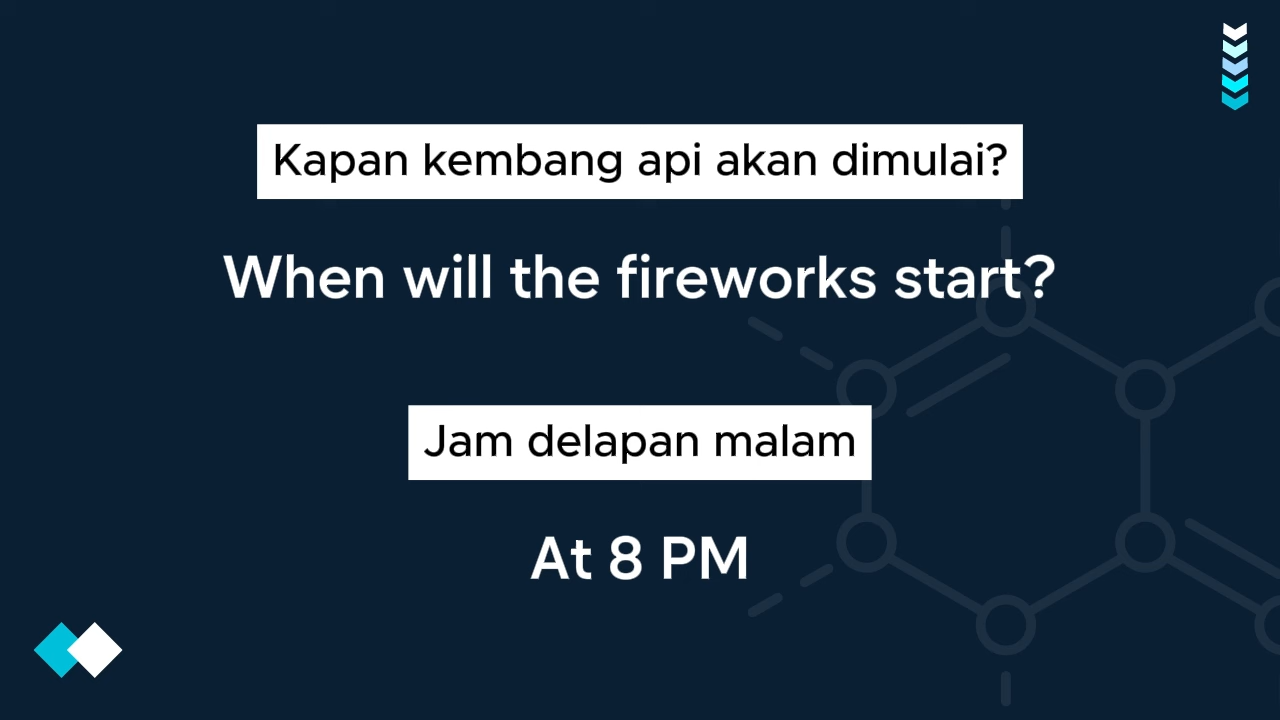 Kapan kembang api akan dimulai?
When will the fireworks start?
Jam delapan malam
At 8 PM